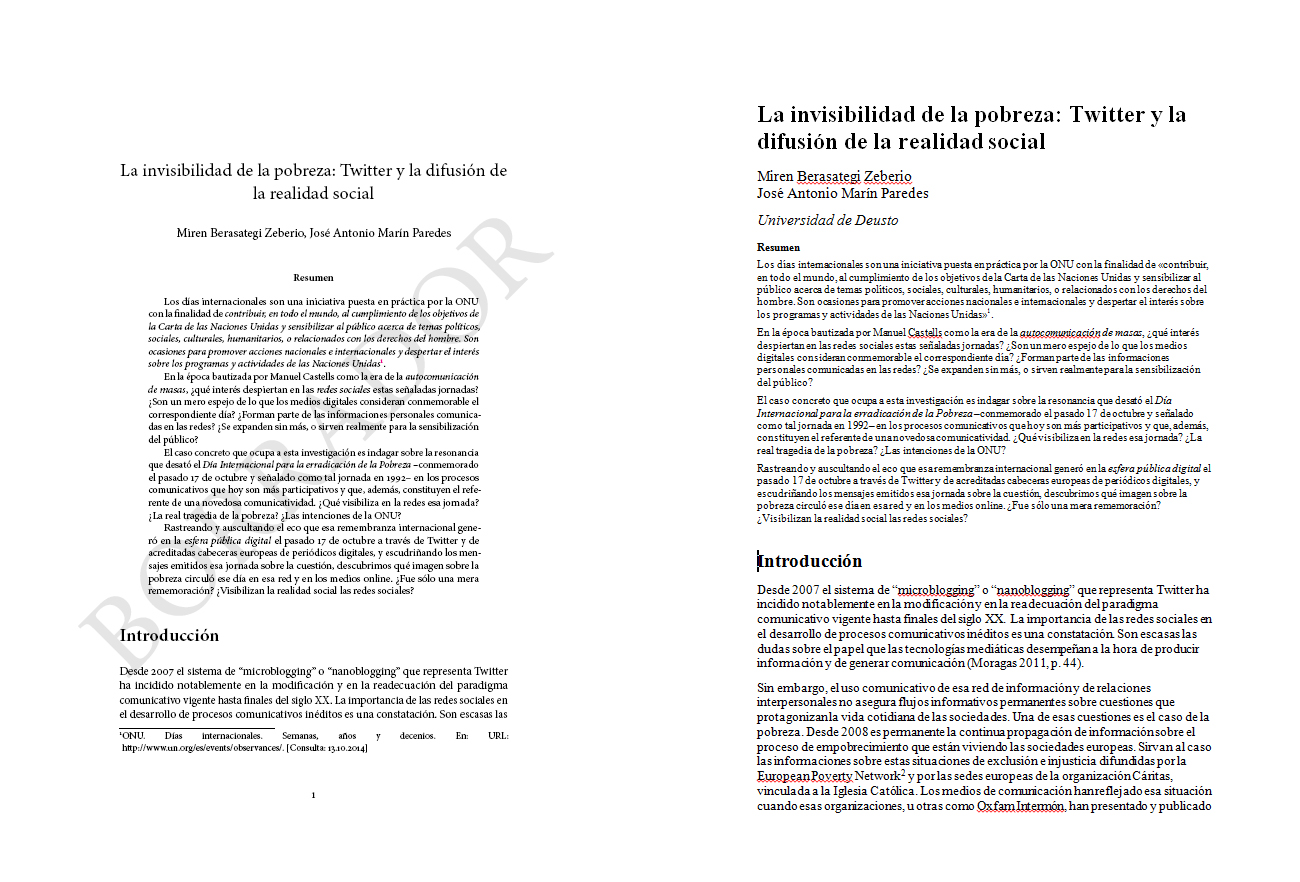 La invisibilidad de la pobreza: Twitter y la difusión de
la realidad social
Miren Berasategi Zeberio, José Antonio Marín Paredes
Resumen
Los días internacionales son una iniciativa puesta en práctica por la ONU
con la finalidad de contribuir, en todo el mundo, al cumplimiento de los objetivos de
la Carta de las Naciones Unidas y sensibilizar al público acerca de temas políticos,
sociales, culturales, humanitarios, o relacionados con los derechos del hombre. Son
ocasiones para promover acciones nacionales e internacionales y despertar el interés
sobre los programas y actividades de las Naciones Unidas¹.
En la época bautizada por Manuel Castells como la era de la autocomunicación
de masas, ¿qué interés despiertan en las redes sociales estas señaladas jornadas?
¿Son un mero espejo de lo que los medios digitales consideran conmemorable el
correspondiente día? ¿Forman parte de las informaciones personales comunica-
das en las redes? ¿Se expanden sin más, o sirven realmente para la sensibilización
del público?
El caso concreto que ocupa a esta investigación es indagar sobre la resonancia
que desató el Día Internacional para la erradicación de la Pobreza –conmemorado
el pasado 17 de octubre y señalado como tal jornada en 1992– en los procesos
comunicativos que hoy son más participativos y que, además, constituyen el refe-
rente de una novedosa comunicatividad. ¿Qué visibiliza en la redes esa jornada?
¿La real tragedia de la pobreza? ¿Las intenciones de la ONU?
Rastreando y auscultando el eco que esa remembranza internacional gene-
ró en la esfera pública digital el pasado 17 de octubre a través de Twitter y de
acreditadas cabeceras europeas de periódicos digitales, y escudriñando los men-
sajes emitidos esa jornada sobre la cuestión, descubrimos qué imagen sobre la
pobreza circuló ese día en esa red y en los medios online. ¿Fue sólo una mera
rememoración? ¿Visibilizan la realidad social las redes sociales?
Introducción
Desde 2007 el sistema de “microblogging” o “nanoblogging” que representa Twitter
ha incidido notablemente en la modificación y en la readecuación del paradigma
comunicativo vigente hasta finales del siglo XX. La importancia de las redes sociales en
el desarrollo de procesos comunicativos inéditos es una constatación. Son escasas las
¹ONU. Días internacionales. Semanas, años y decenios. En: URL:
http://www.un.org/es/events/observances/. [Consulta: 13.10.2014]
1
BORRADOR
La invisibilidad de la pobreza: Twitter y la
difusión de la realidad social
Miren Berasategi Zeberio
José Antonio Marín Paredes
Universidad de Deusto
Resumen
Los días internacionales son una iniciativa puesta en práctica por la ONU con la finalidad de «contribuir,
en todo el mundo, al cumplimiento de los objetivos de la Carta de las Naciones Unidas y sensibilizar al
público acerca de temas políticos, sociales, culturales, humanitarios, o relacionados con los derechos del
hombre. Son ocasiones para promover acciones nacionales e internacionales y despertar el interés sobre
los programas y actividades de las Naciones Unidas»¹.
En la época bautizada por Manuel Castells como la era de la autocomunicación de masas, ¿qué interés
despiertan en las redes sociales estas señaladas jornadas? ¿Son un mero espejo de lo que los medios
digitales consideran conmemorable el correspondiente día? ¿Forman parte de las informaciones
personales comunicadas en las redes? ¿Se expanden sin más, o sirven realmente para la sensibilización
del público?
El caso concreto que ocupa a esta investigación es indagar sobre la resonancia que desató el Día
Internacional para la erradicación de la Pobreza –conmemorado el pasado 17 de octubre y señalado
como tal jornada en 1992– en los procesos comunicativos que hoy son más participativos y que, además,
constituyen el referente de una novedosa comunicatividad. ¿Qué visibiliza en la redes esa jornada? ¿La
real tragedia de la pobreza? ¿Las intenciones de la ONU?
Rastreando y auscultando el eco que esa remembranza internacional generó en la esfera pública digital el
pasado 17 de octubre a través de Twitter y de acreditadas cabeceras europeas de periódicos digitales, y
escudriñando los mensajes emitidos esa jornada sobre la cuestión, descubrimos qué imagen sobre la
pobreza circuló ese día en esa red y en los medios online. ¿Fue sólo una mera rememoración?
¿Visibilizan la realidad social las redes sociales?
Introducción
Desde 2007 el sistema de “microblogging” o “nanoblogging” que representa Twitter ha
incidido notablemente en la modificación y en la readecuación del paradigma
comunicativo vigente hasta finales del siglo XX. La importancia de las redes sociales en
el desarrollo de procesos comunicativos inéditos es una constatación. Son escasas las
dudas sobre el papel que las tecnologías mediáticas desempeñan a la hora de producir
información y de generar comunicación (Moragas 2011, p. 44).
Sin embargo, el uso comunicativo de esa red de información y de relaciones
interpersonales no asegura flujos informativos permanentes sobre cuestiones que
protagonizan la vida cotidiana de las sociedades. Una de esas cuestiones es el caso de la
pobreza. Desde 2008 es permanente la continua propagación de información sobre el
proceso de empobrecimiento que están viviendo las sociedades europeas. Sirvan al caso
las informaciones sobre estas situaciones de exclusión e injusticia difundidas por la
European Poverty Network² y por las sedes europeas de la organización Cáritas,
vinculada a la Iglesia Católica. Los medios de comunicación han reflejado esa situación
cuando esas organizaciones, u otras como Oxfam Intermón, han presentado y publicado